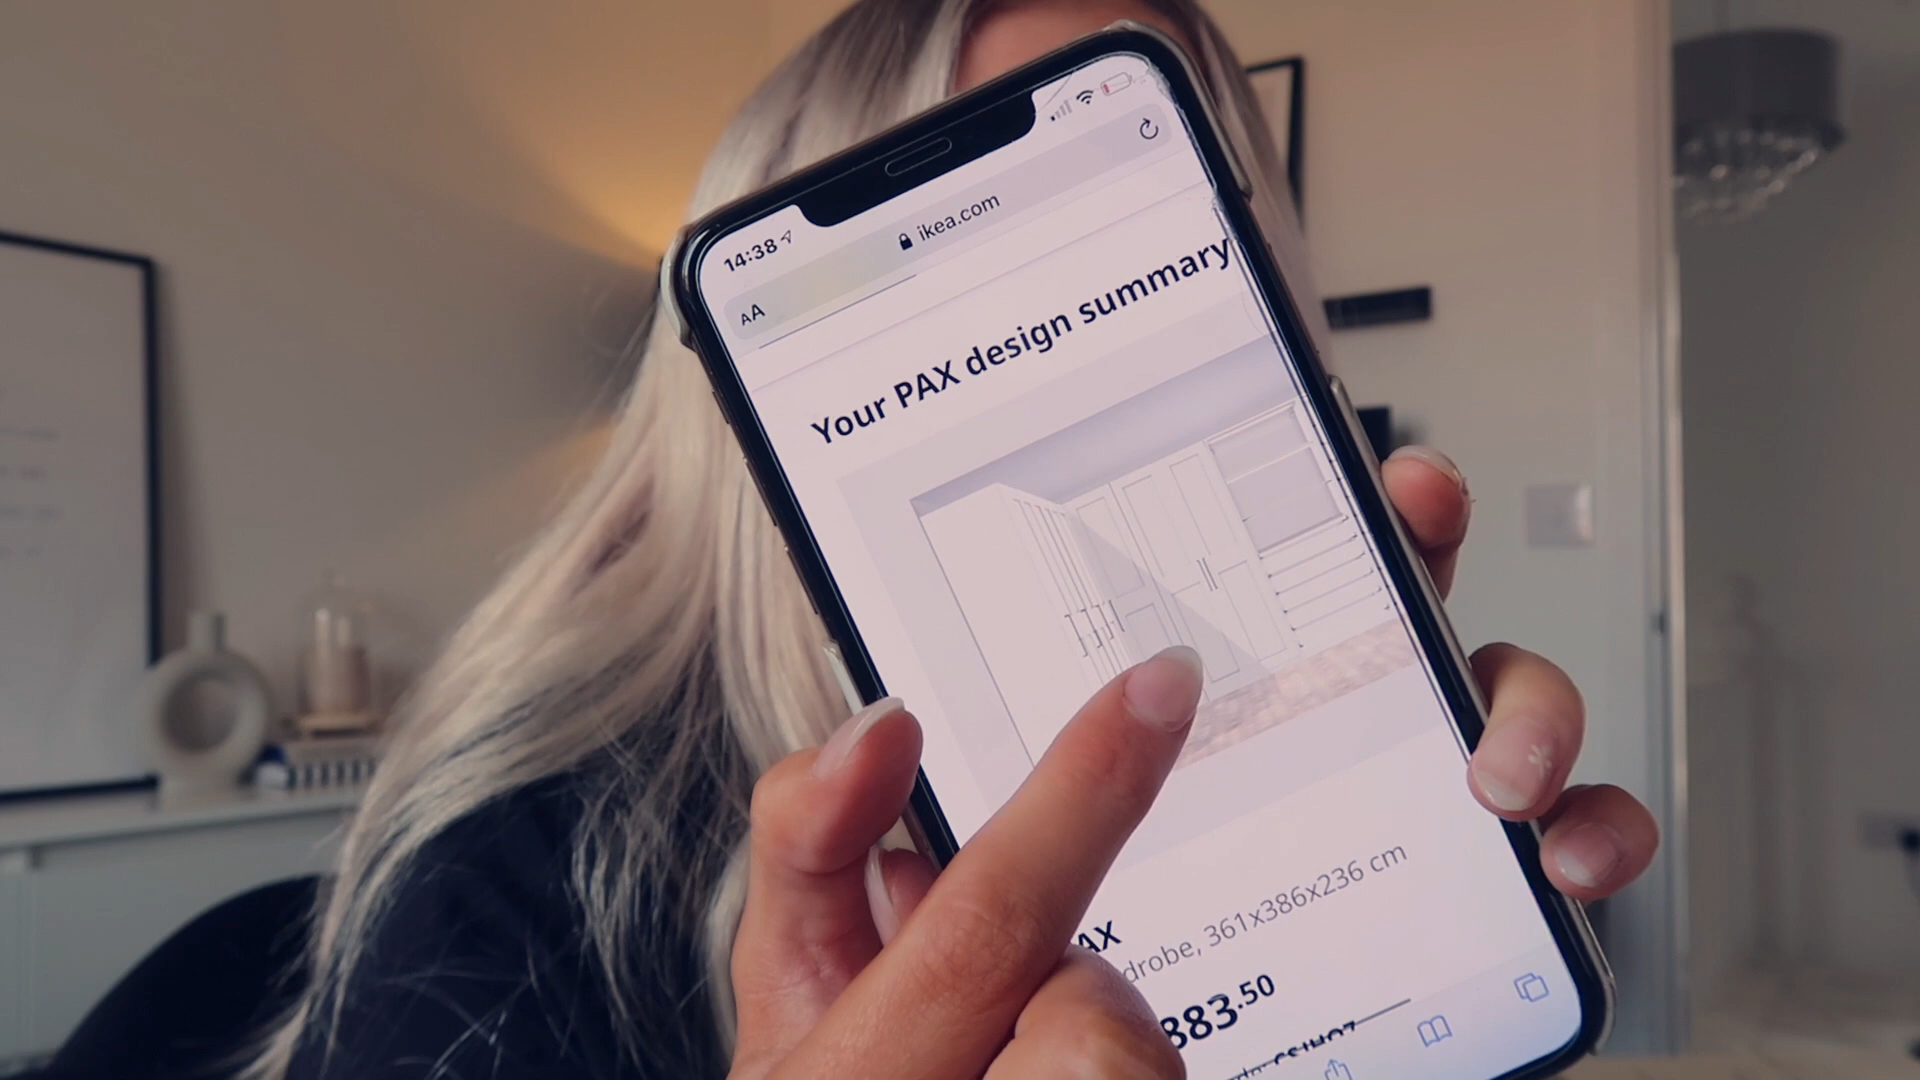 14:38
AA ikea.com
Your PAX design summary
AX
drobe, 361x386x236 cm
883.50